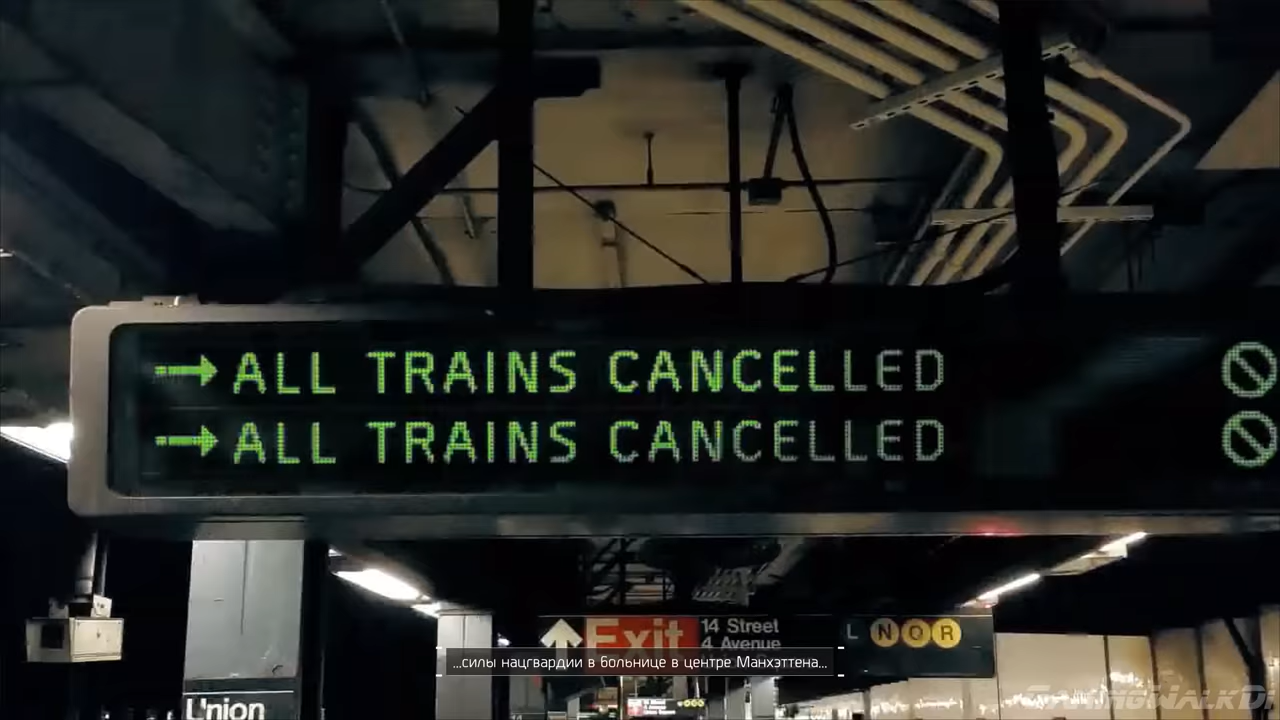 ALL TRAINS CANCELLED
ALL TRAINS CANCELLED
Exit
14 Street
4 Avenue
L N Q R
...силы нацгвардии в больнице в центре Манхэттена...
Union